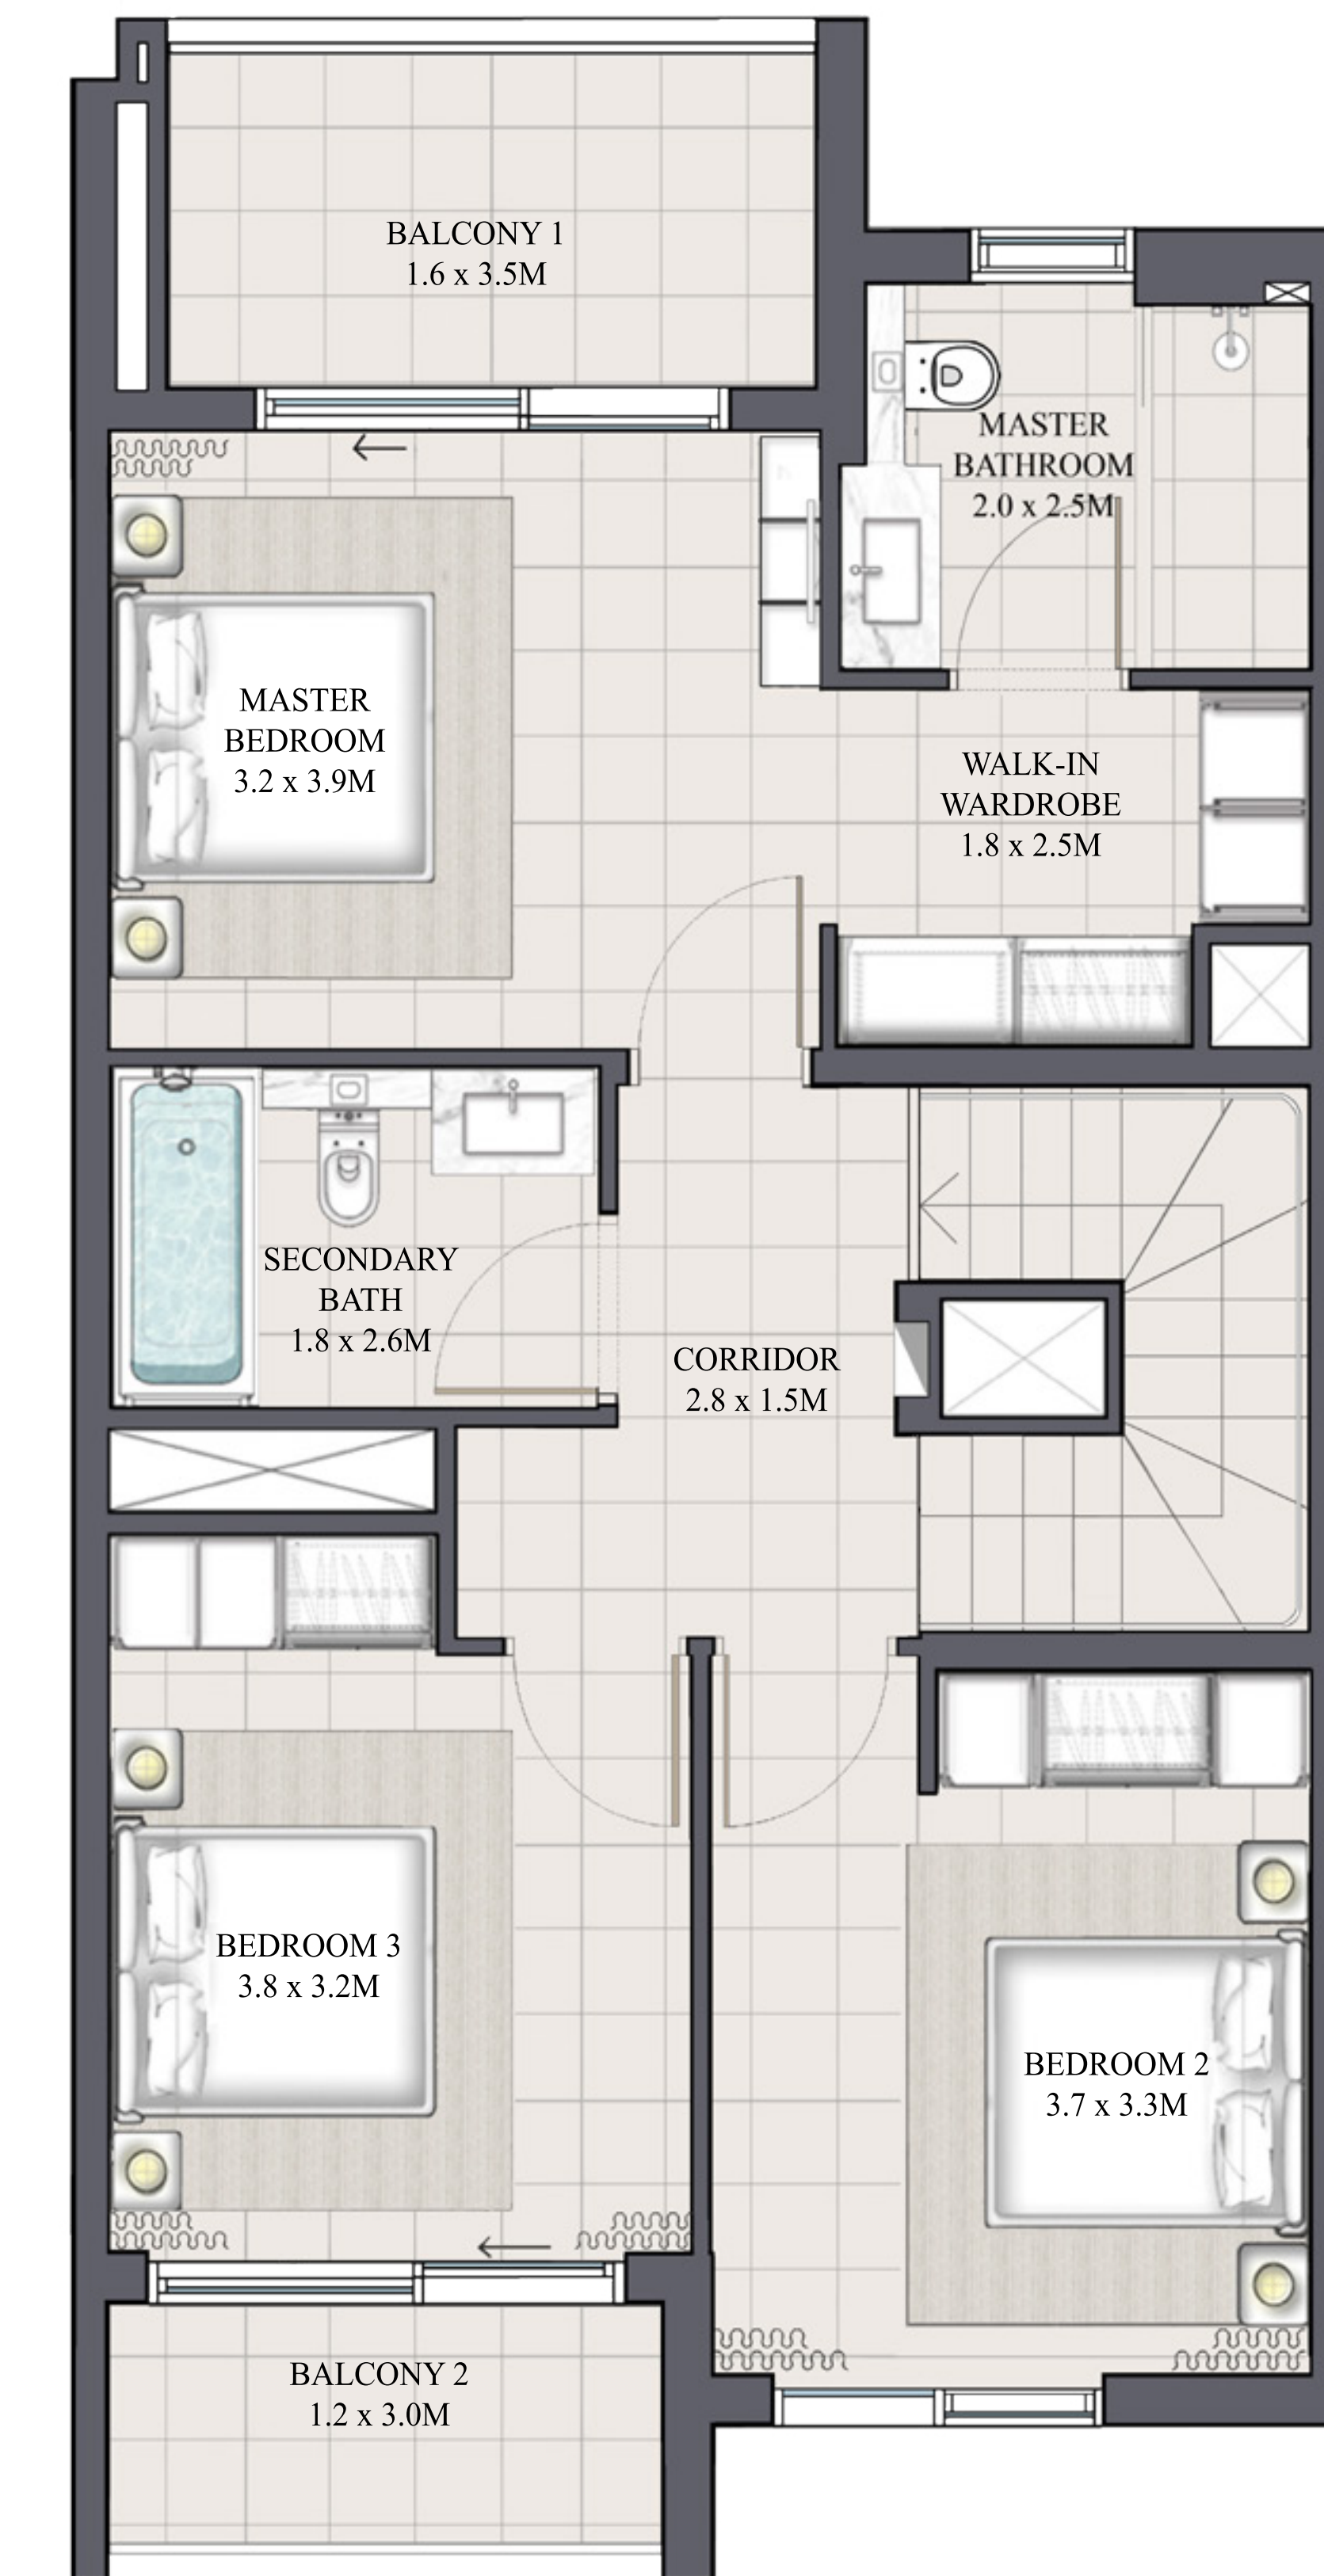 BALCONY 1
1.6 x 3.5M
MASTER
BATHROOM
2.0 x 2.5M
MASTER
BEDROOM
3.2 x 3.9M
WALK-IN
WARDROBE
1.8 x 2.5M
SECONDARY
BATH
1.8 x 2.6M
CORRIDOR
2.8 x 1.5M
BEDROOM 3
3.8 x 3.2M
BEDROOM 2
3.7 x 3.3M
BALCONY 2
1.2 x 3.0M